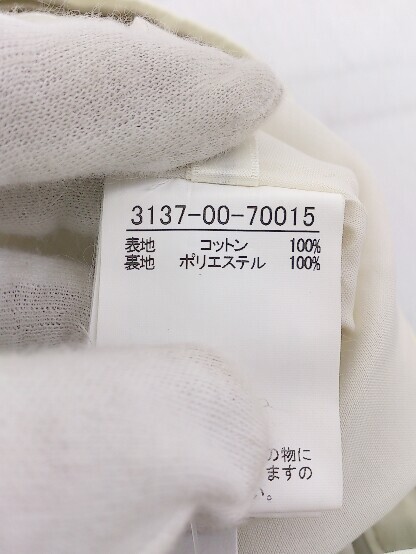 3137-00-70015
表地 コットン 100%
裏地 ポリエステル 100%
の物に
ますの
い。